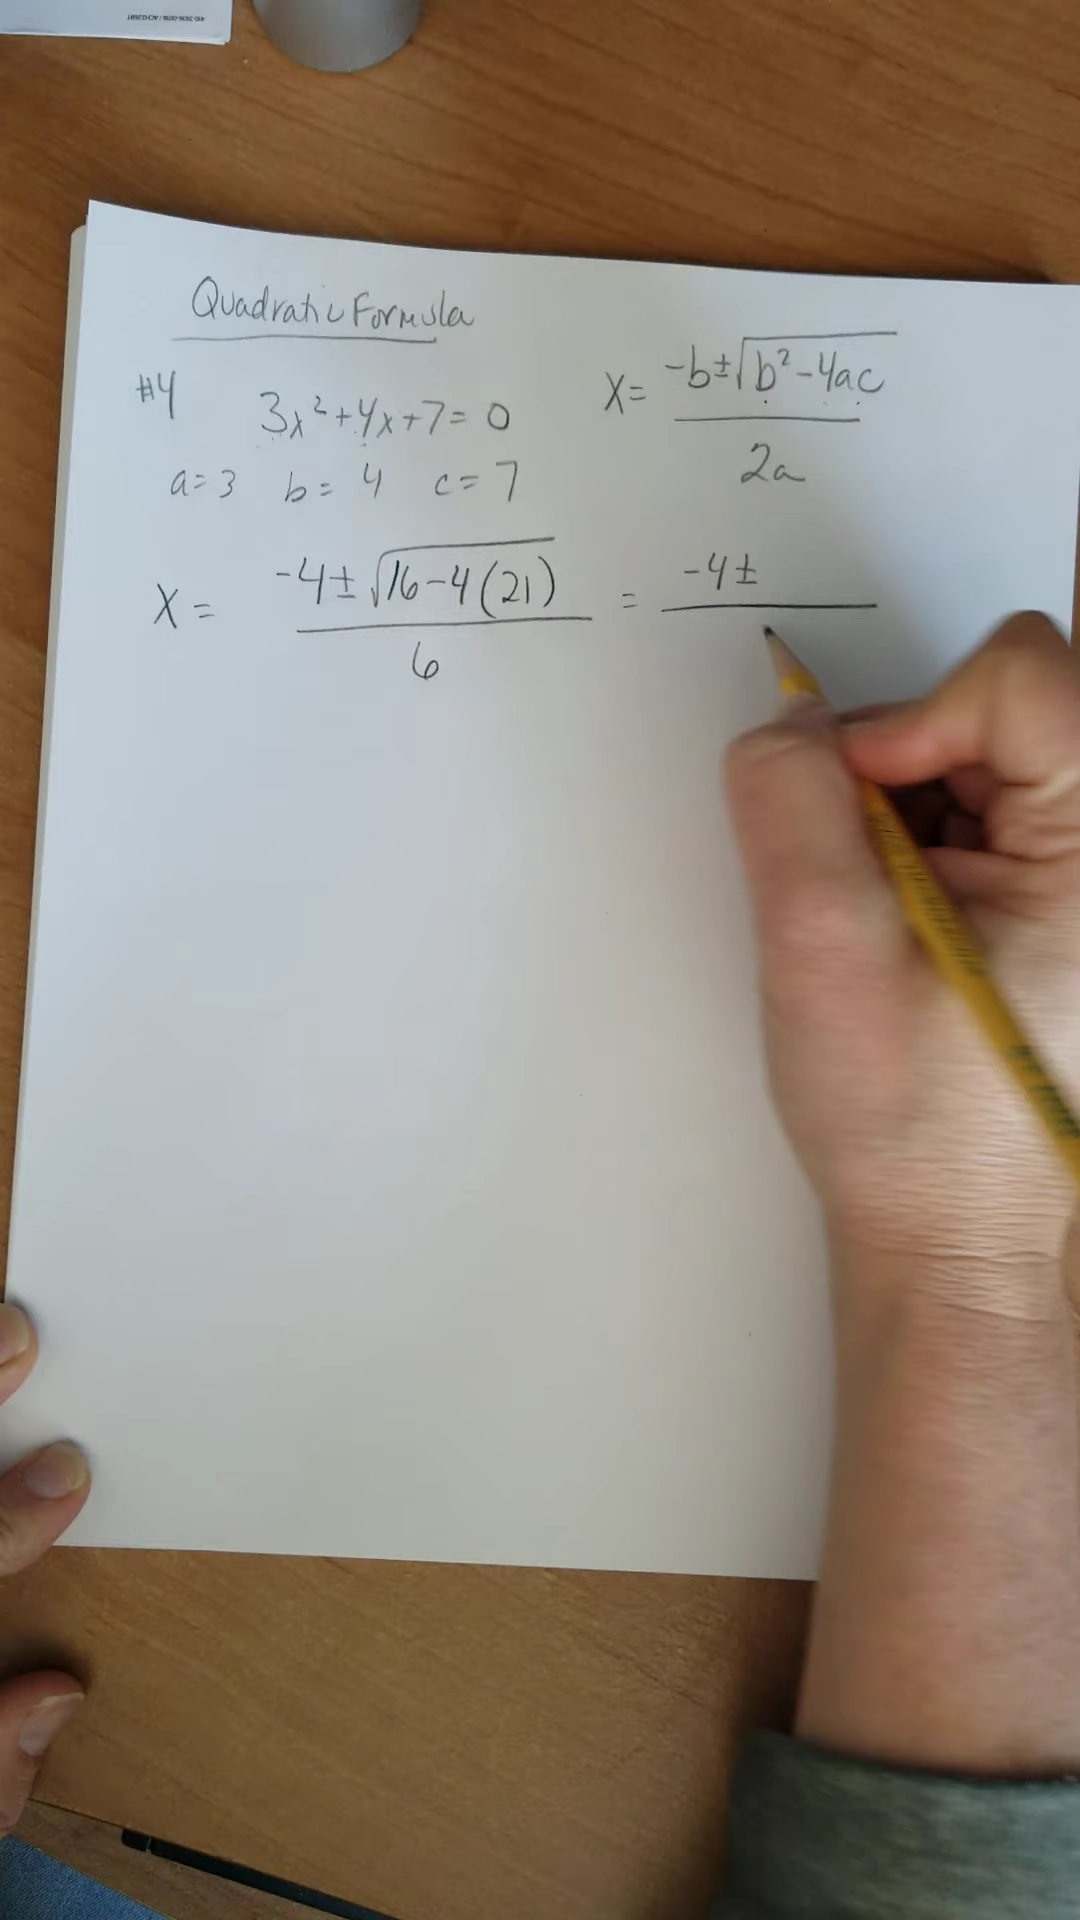 Quadratic Formula
#4 3x²+4x+7=0
x= -b±√b²-4ac / 2a
a=3 b=4 c=7
x= -4±√16-4(21) / 6 = -4±